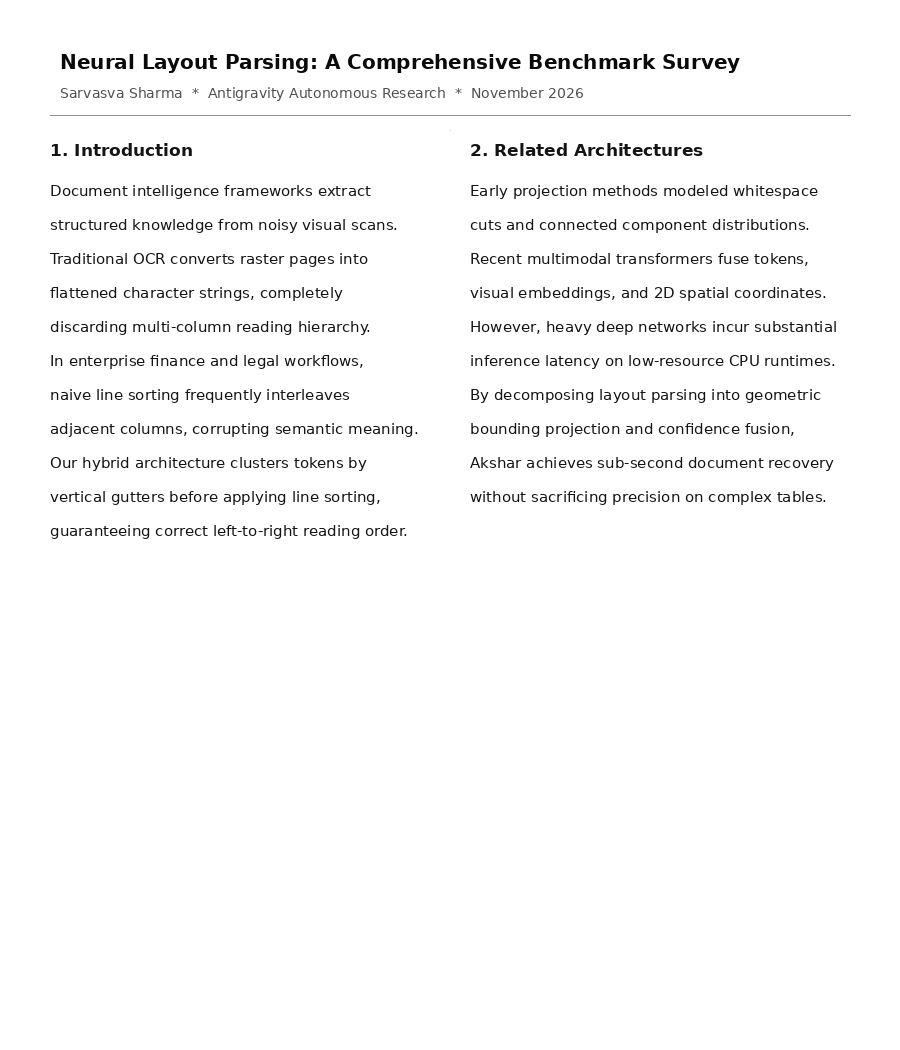 Neural Layout Parsing: A Comprehensive Benchmark Survey
Sarvasva Sharma * Antigravity Autonomous Research * November 2026
1. Introduction
Document intelligence frameworks extract
structured knowledge from noisy visual scans.
Traditional OCR converts raster pages into
flattened character strings, completely
discarding multi-column reading hierarchy.
In enterprise finance and legal workflows,
naive line sorting frequently interleaves
adjacent columns, corrupting semantic meaning.
Our hybrid architecture clusters tokens by
vertical gutters before applying line sorting,
guaranteeing correct left-to-right reading order.
2. Related Architectures
Early projection methods modeled whitespace
cuts and connected component distributions.
Recent multimodal transformers fuse tokens,
visual embeddings, and 2D spatial coordinates.
However, heavy deep networks incur substantial
inference latency on low-resource CPU runtimes.
By decomposing layout parsing into geometric
bounding projection and confidence fusion,
Akshar achieves sub-second document recovery
without sacrificing precision on complex tables.